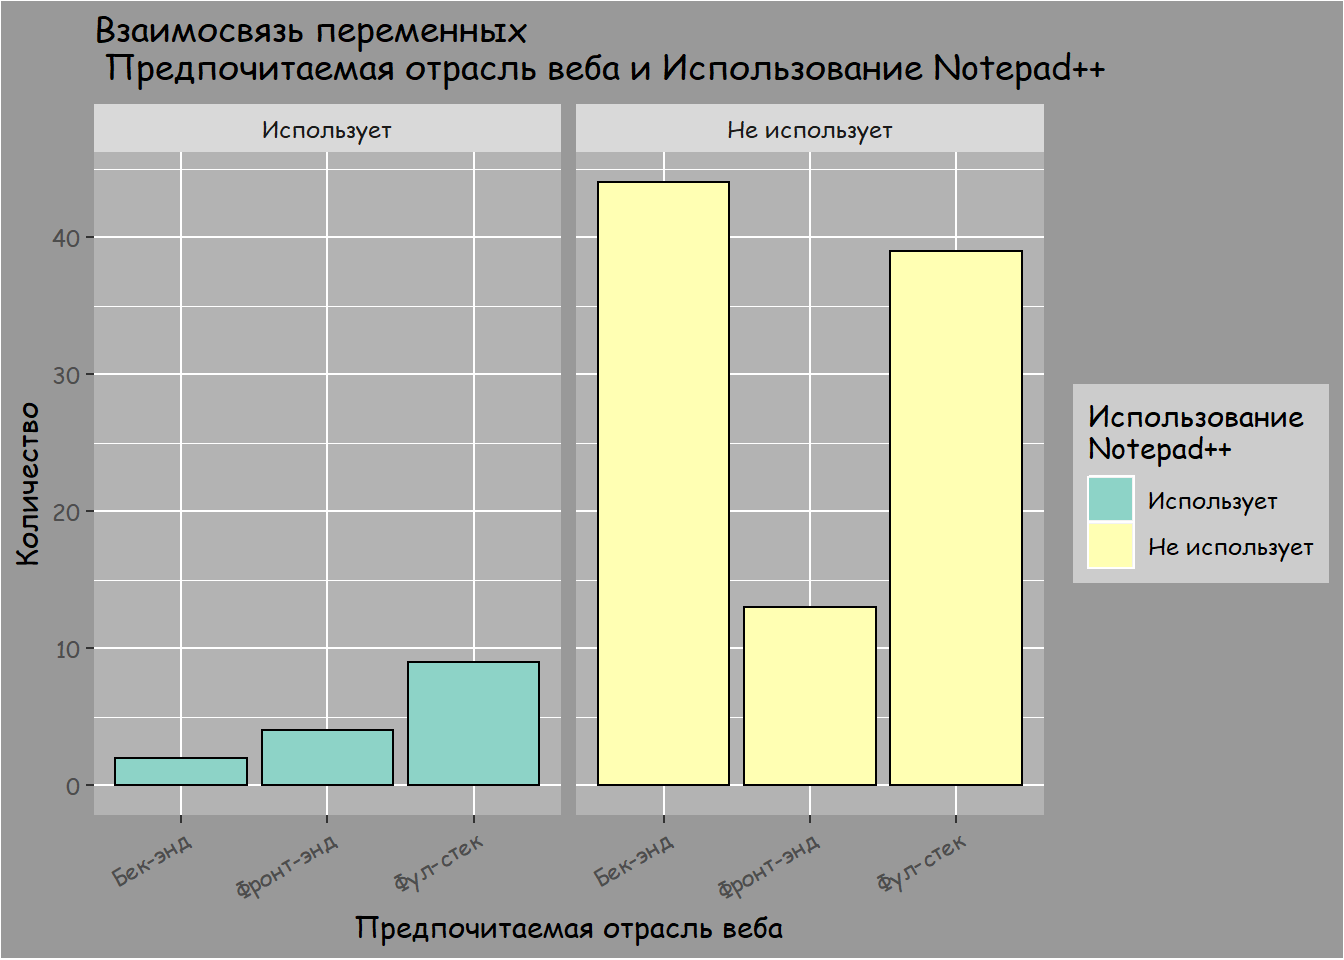 Взаимосвязь переменных
Предпочитаемая отрасль веба и Использование Notepad++
Использует
Не использует
Количество
40
30
20
10
0
Бек-энд
Фронт-энд
Фул-стек
Бек-энд
Фронт-энд
Фул-стек
Предпочитаемая отрасль веба
Использование
Notepad++
Использует
Не использует